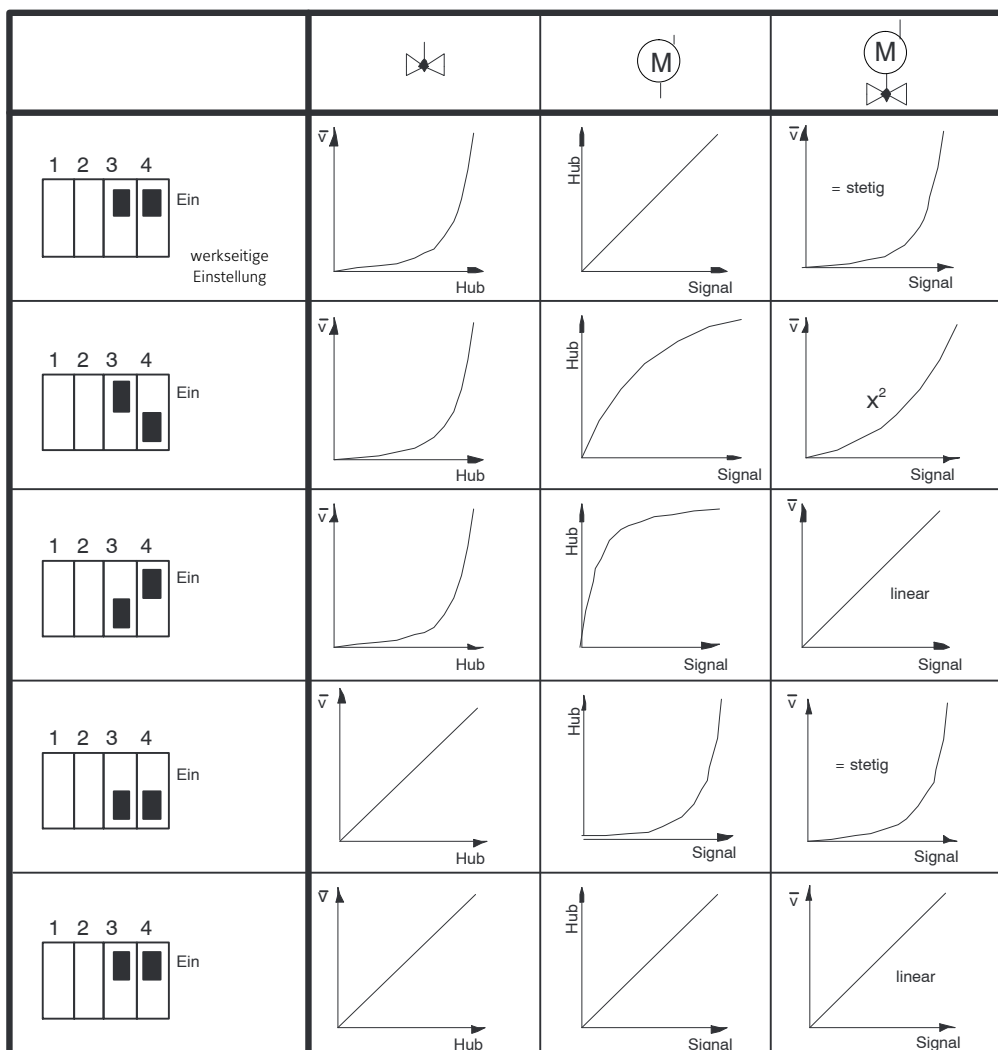 M
M
1 2 3 4
Ein
werkseitige
Einstellung
v̅
Hub
Hub
Signal
v̅
= stetig
Signal
1 2 3 4
Ein
v̅
Hub
Hub
Signal
v̅
x²
Signal
1 2 3 4
Ein
v̅
Hub
Hub
Signal
v̅
linear
Signal
1 2 3 4
Ein
v̅
Hub
Hub
Signal
v̅
= stetig
Signal
1 2 3 4
Ein
v̅
Hub
Hub
Signal
v̅
linear
Signal